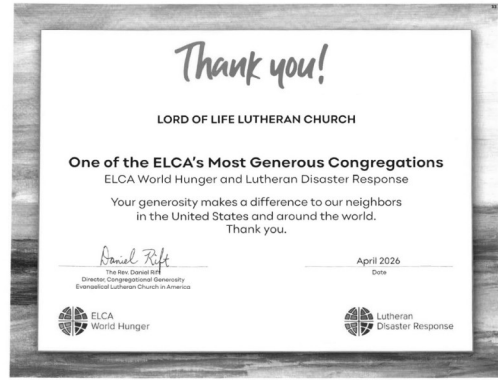 Thank you!
LORD OF LIFE LUTHERAN CHURCH
One of the ELCA's Most Generous Congregations
ELCA World Hunger and Lutheran Disaster Response
Your generosity makes a difference to our neighbors
in the United States and around the world.
Thank you.
Daniel Rift
The Rev. Daniel Rift
Director, Congregational Generosity
Evangelical Lutheran Church in America
April 2026
Date
ELCA
World Hunger
Lutheran
Disaster Response